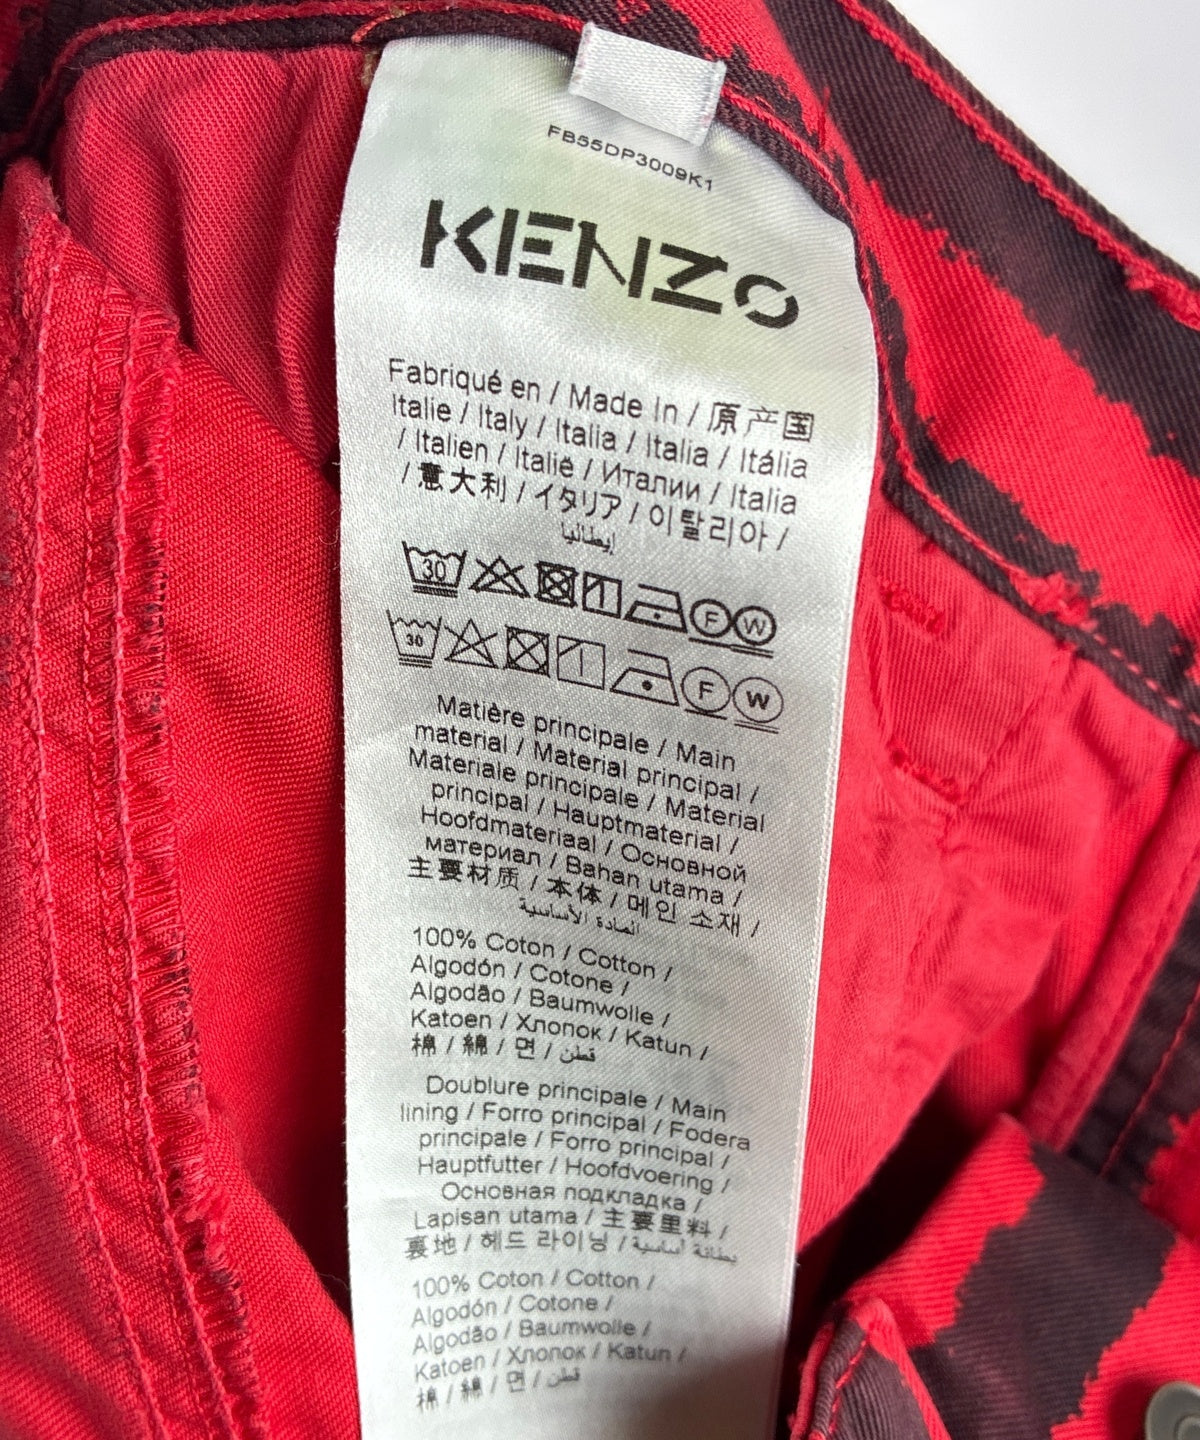 FB55DP3009K1
KENZO
Fabriqué en / Made In / 原产国
Italie / Italy / Italia / Italia / Itália
/ Italien / Italië / Италии / Italia
/ 意大利 / イタリア / 이탈리아 /
إيطاليا
30 F W
30 F W
Matière principale / Main
material / Material principal /
Materiale principale / Material
principal / Hauptmaterial /
Hoofdmateriaal / Основной
материал / Bahan utama /
主要材质 / 本体 / 메인 소재 /
المادة الأساسية
100% Coton / Cotton /
Algodón / Cotone /
Algodão / Baumwolle /
Katoen / Хлопок / Katun /
棉 / 綿 / 면 / قطن
Doublure principale / Main
lining / Forro principal / Fodera
principale / Forro principal /
Hauptfutter / Hoofdvoering /
Основная подкладка /
Lapisan utama / 主要里料 /
裏地 / 헤드 라이닝 / بطانة أساسية
100% Coton / Cotton /
Algodón / Cotone /
Algodão / Baumwolle /
Katoen / Хлопок / Katun /
棉 / 綿 / 면 / قطن